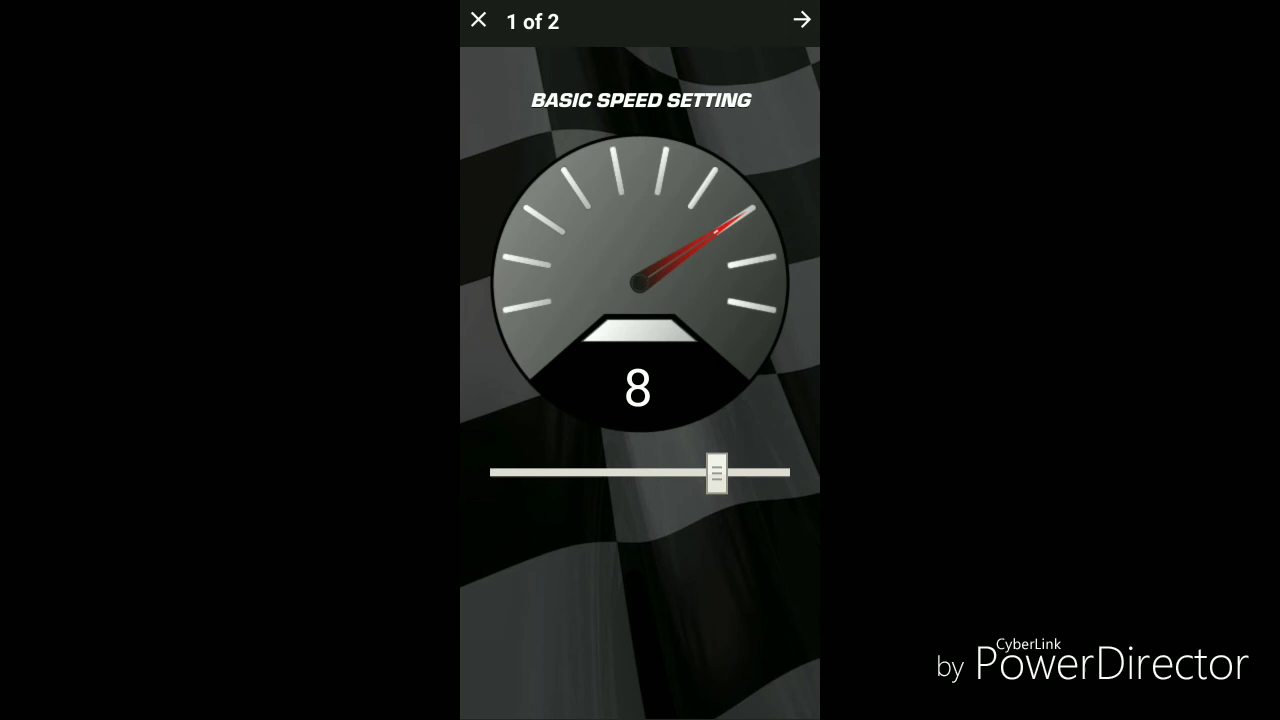 1 of 2
BASIC SPEED SETTING
8
CyberLink
by PowerDirector